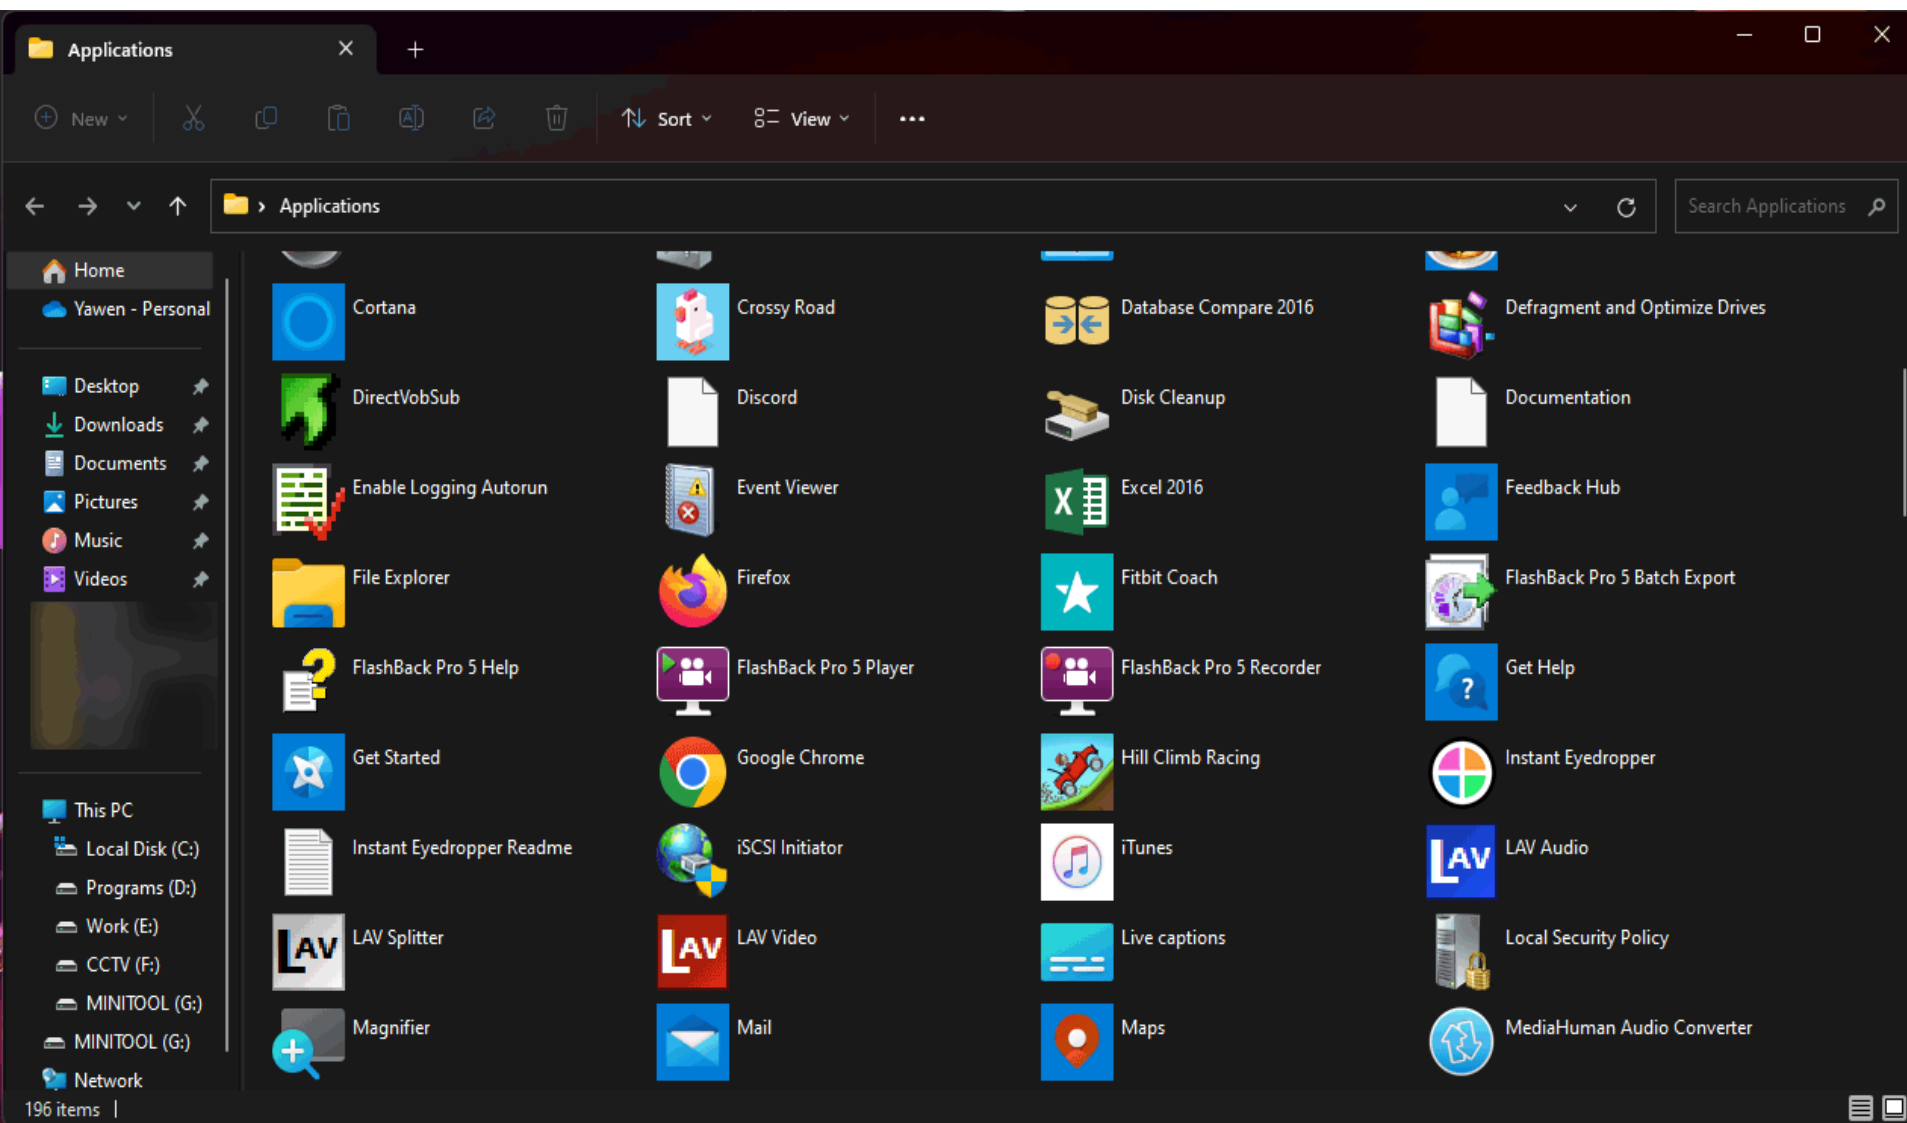 Applications
New
Sort
View
Applications
Search Applications
Home
Yawen - Personal
Desktop
Downloads
Documents
Pictures
Music
Videos
This PC
Local Disk (C:)
Programs (D:)
Work (E:)
CCTV (F:)
MINITOOL (G:)
MINITOOL (G:)
Network
Cortana
Crossy Road
Database Compare 2016
Defragment and Optimize Drives
DirectVobSub
Discord
Disk Cleanup
Documentation
Enable Logging Autorun
Event Viewer
Excel 2016
Feedback Hub
File Explorer
Firefox
Fitbit Coach
FlashBack Pro 5 Batch Export
FlashBack Pro 5 Help
FlashBack Pro 5 Player
FlashBack Pro 5 Recorder
Get Help
Get Started
Google Chrome
Hill Climb Racing
Instant Eyedropper
Instant Eyedropper Readme
iSCSI Initiator
iTunes
LAV
LAV Audio
LAV
LAV Splitter
LAV
LAV Video
Live captions
Local Security Policy
Magnifier
Mail
Maps
MediaHuman Audio Converter
196 items